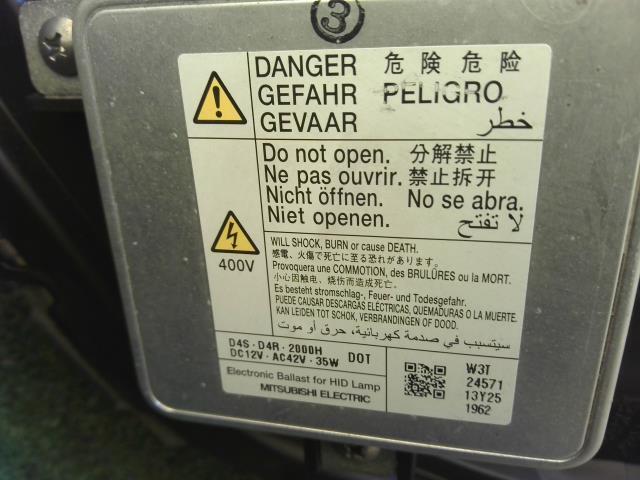 3
DANGER 危険 危险
GEFAHR PELIGRO
GEVAAR خطر
Do not open. 分解禁止
Ne pas ouvrir. 禁止拆开
Nicht öffnen. No se abra.
Niet openen. لا تفتح
400V
WILL SHOCK, BURN or cause DEATH.
感電、火傷で死亡に至る恐れがあります。
Provoquera une COMMOTION, des BRULÛRES ou la MORT.
小心因触电、烧伤而造成死亡。
Es besteht stromschlag-, Feuer- und Todesgefahr.
PUEDE CAUSAR DESCARGAS ELÉCTRICAS, QUEMADURAS O LA MUERTE.
KAN LEIDEN TOT SCHOK, VERBRANDINGEN OF DOOD.
سيتسبب في صدمة كهربائية، حرق أو موت
D4S·D4R·2000H
DC12V·AC42V·35W DOT
Electronic Ballast for HID Lamp
MITSUBISHI ELECTRIC
W3T
24571
13Y25
1962